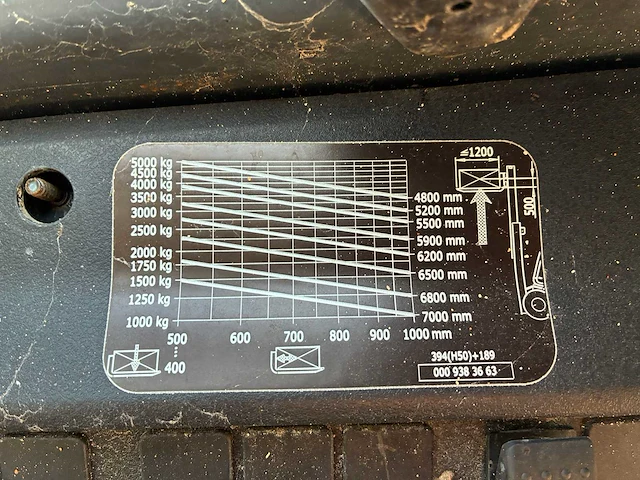 5000 kg
4500 kg
4000 kg
3500 kg
3000 kg
2500 kg
2000 kg
1750 kg
1500 kg
1250 kg
1000 kg
≤1200
500
4800 mm
5200 mm
5500 mm
5900 mm
6200 mm
6500 mm
6800 mm
7000 mm
500 600 700 800 900 1000 mm
400
394(H50)+189
000 938 36 63